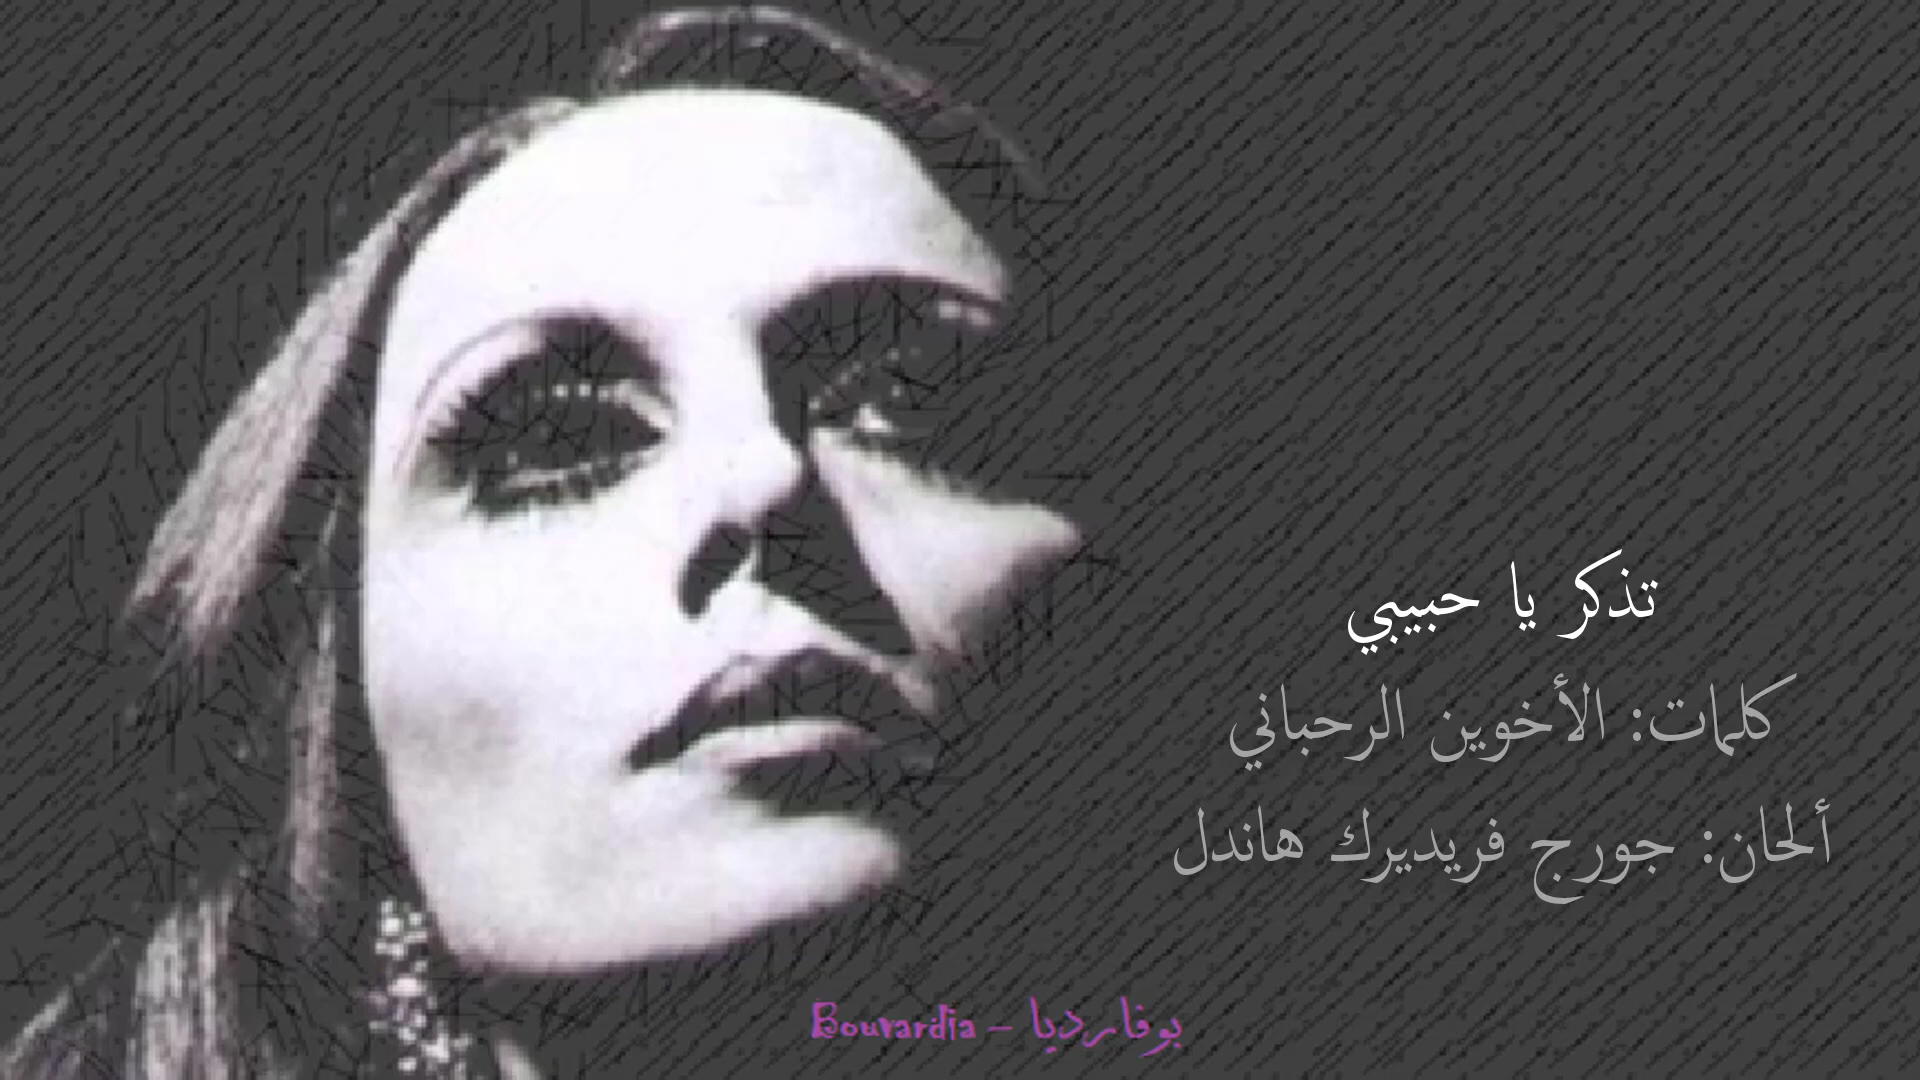 تذكر يا حبيبي
كلمات: الأخوين الرحباني
ألحان: جورج فريديرك هاندل
Bouvardia – بوفارديا